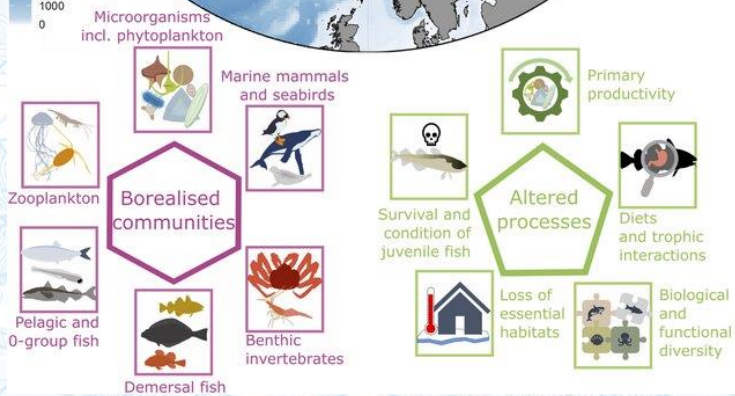 1000
0
Microorganisms
incl. phytoplankton
Marine mammals
and seabirds
Zooplankton
Borealised
communities
Pelagic and
0-group fish
Demersal fish
Benthic
invertebrates
Primary
productivity
Survival and
condition of
juvenile fish
Altered
processes
Diets
and trophic
interactions
Loss of
essential
habitats
Biological
and
functional
diversity